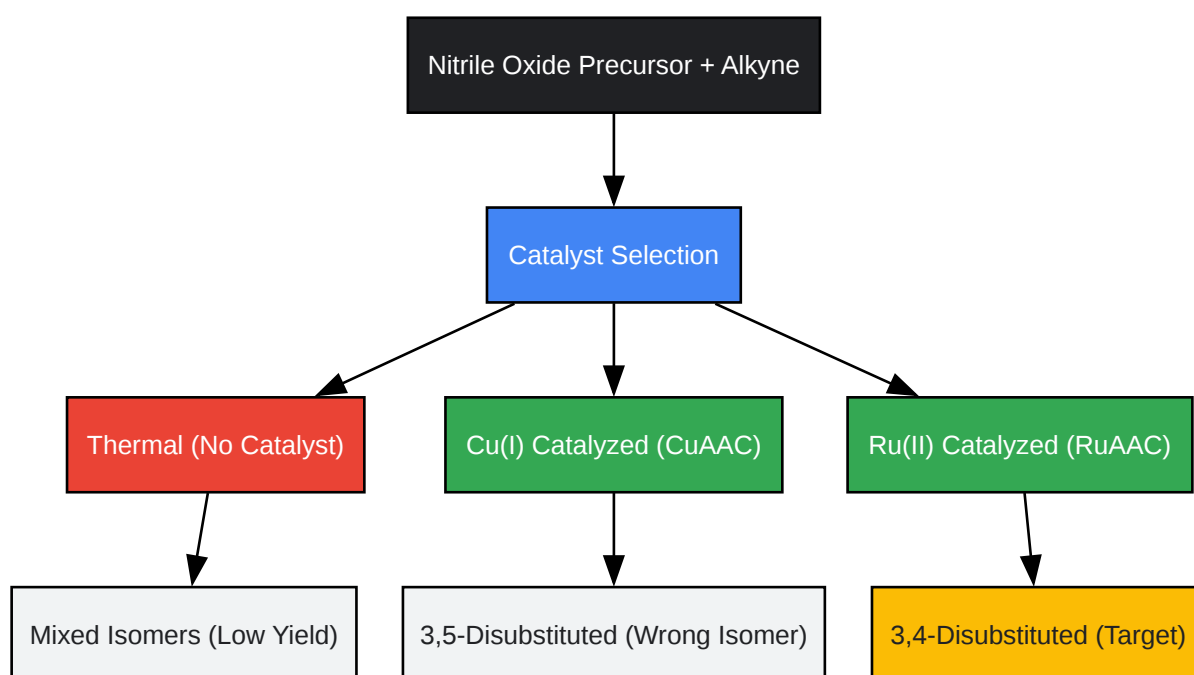 Nitrile Oxide Precursor + Alkyne
Catalyst Selection
Thermal (No Catalyst)
Cu(I) Catalyzed (CuAAC)
Ru(II) Catalyzed (RuAAC)
Mixed Isomers (Low Yield)
3,5-Disubstituted (Wrong Isomer)
3,4-Disubstituted (Target)